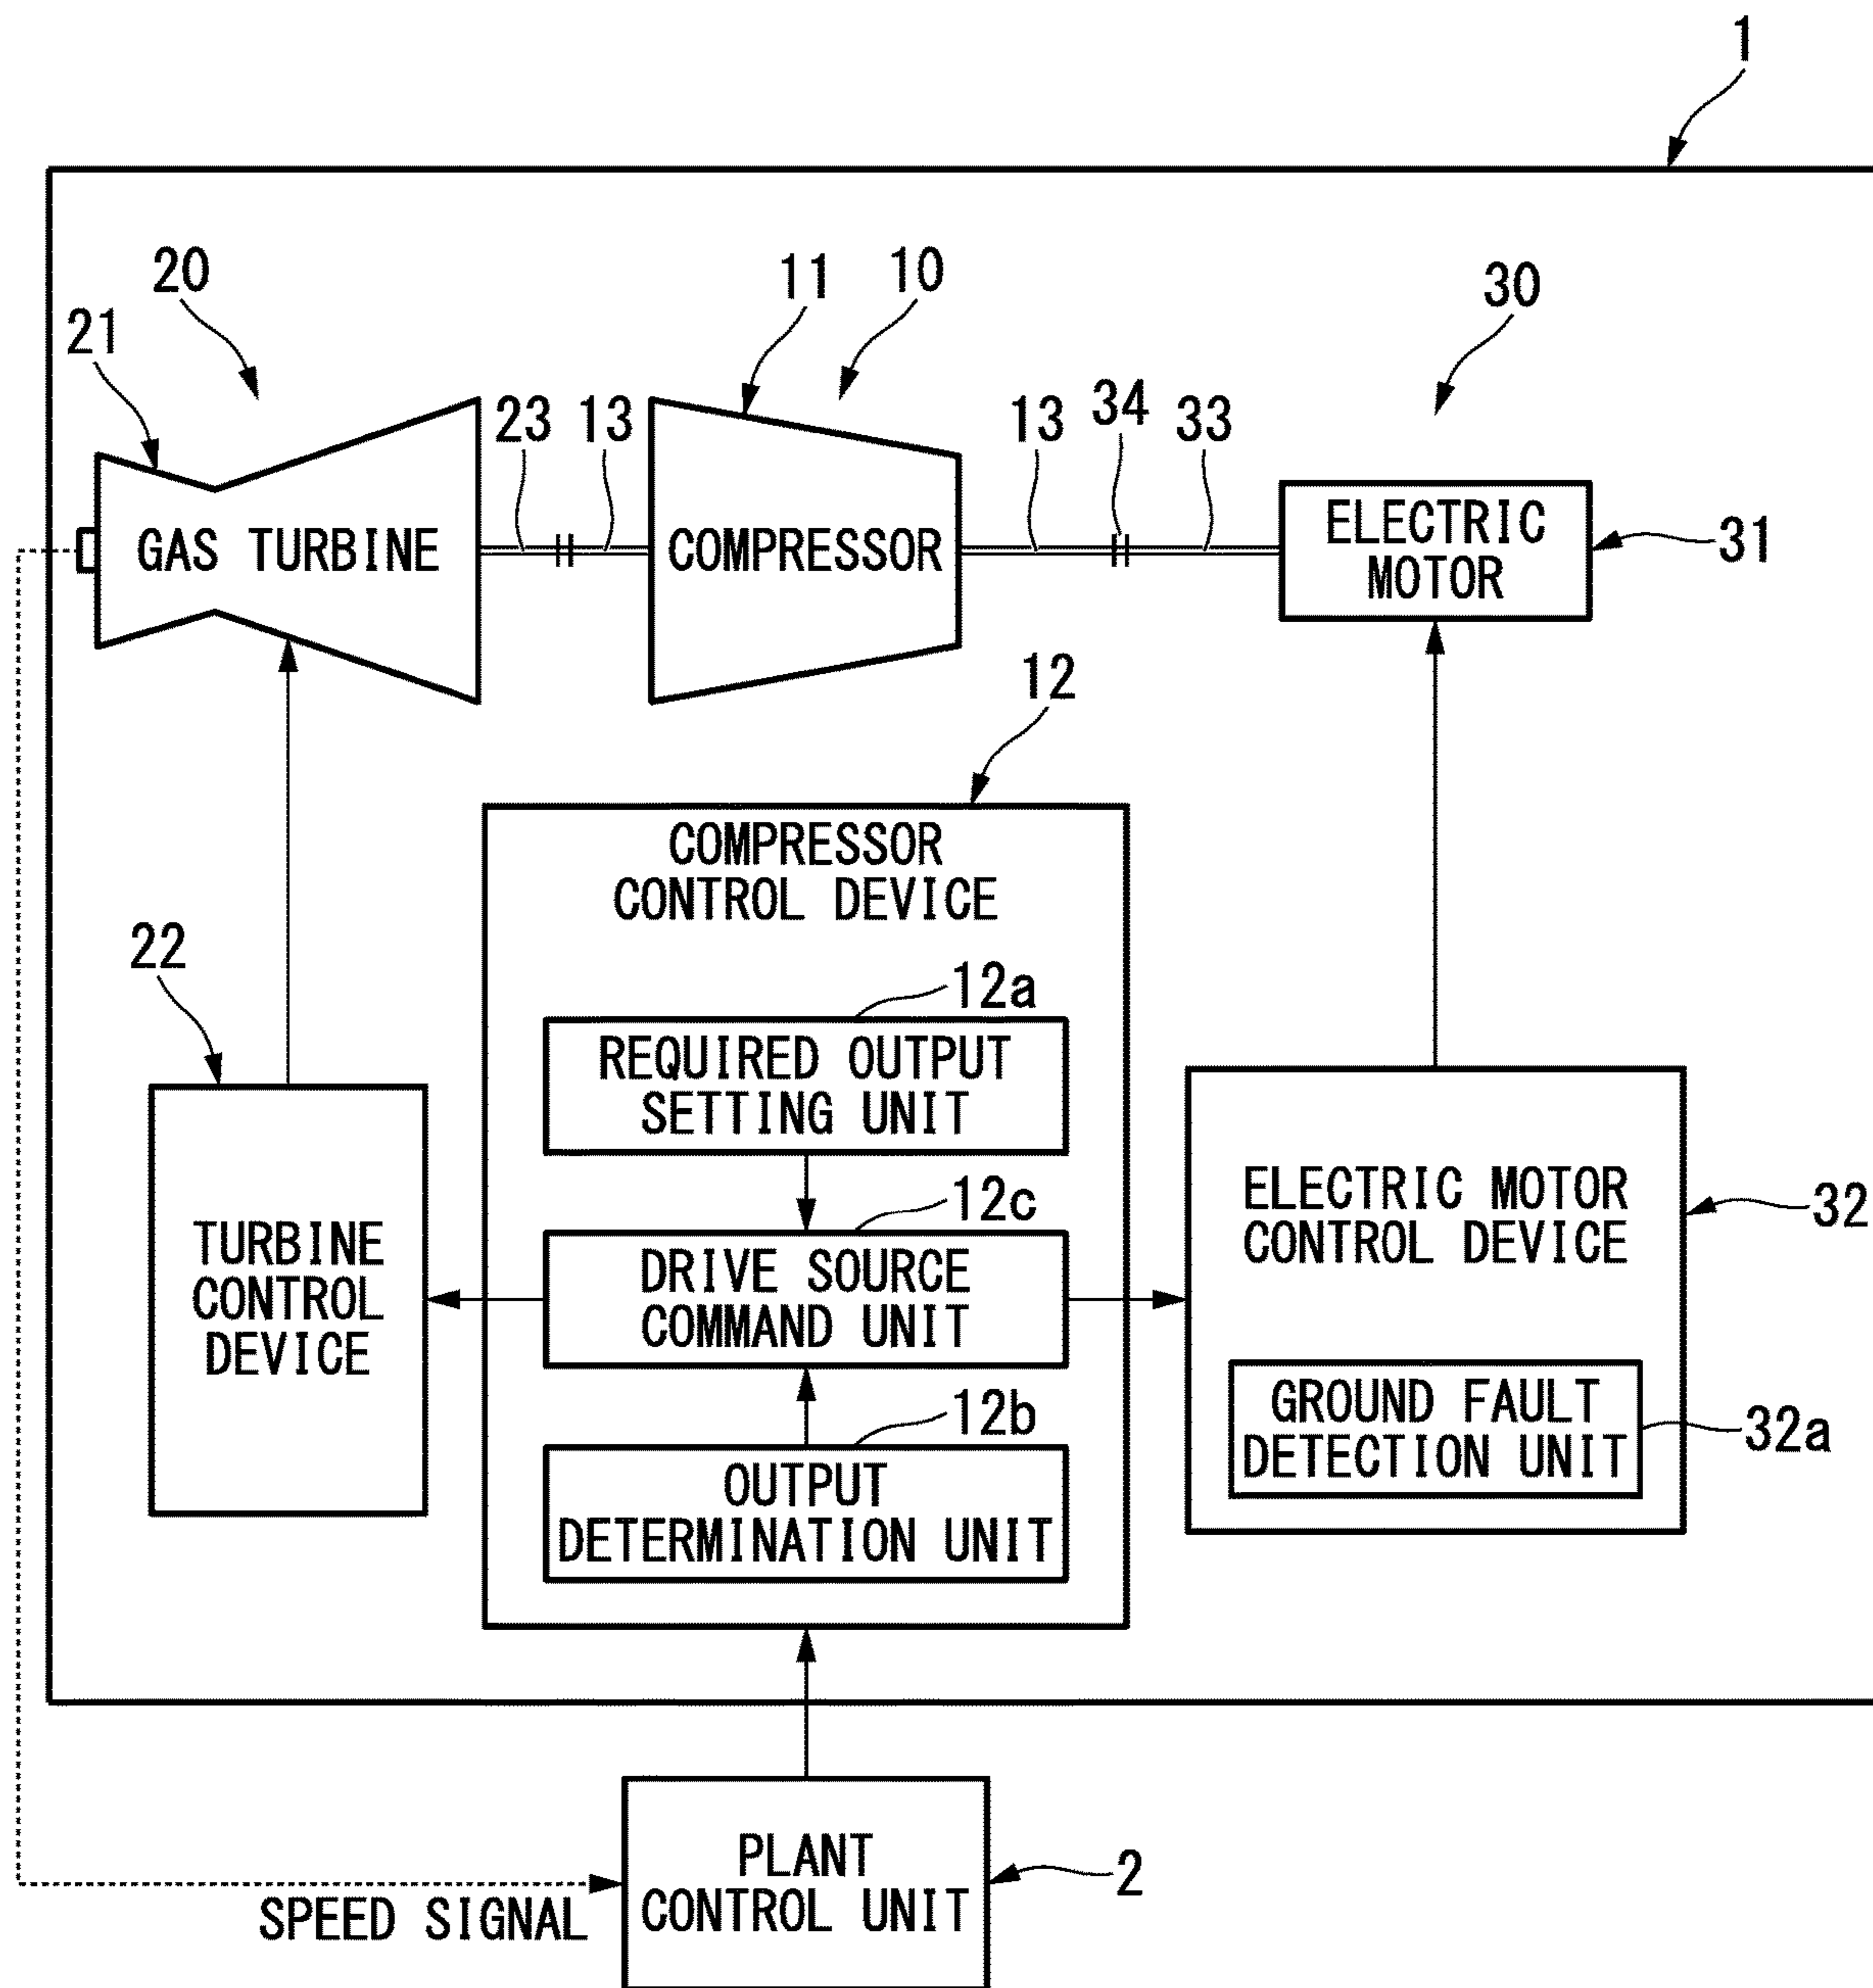 1
20
11
10
30
21
23
13
13
34
33
GAS TURBINE
COMPRESSOR
ELECTRIC
MOTOR
31
12
COMPRESSOR
CONTROL DEVICE
22
12a
REQUIRED OUTPUT
SETTING UNIT
12c
DRIVE SOURCE
COMMAND UNIT
12b
OUTPUT
DETERMINATION UNIT
TURBINE
CONTROL
DEVICE
ELECTRIC MOTOR
CONTROL DEVICE
32
GROUND FAULT
DETECTION UNIT
32a
PLANT
CONTROL UNIT
2
SPEED SIGNAL